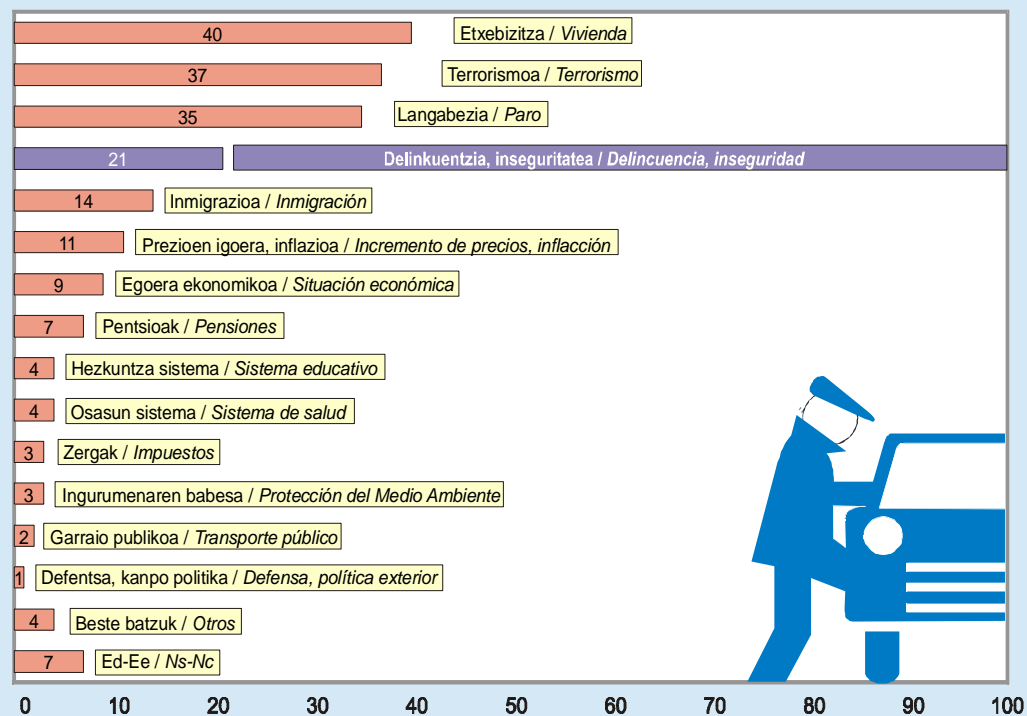 40 Etxebizitza / Vivienda
37 Terrorismoa / Terrorismo
35 Langabezia / Paro
21 Delinkuentzia, inseguritatea / Delincuencia, inseguridad
14 Inmigrazioa / Inmigración
11 Prezioen igoera, inflazioa / Incremento de precios, inflacción
9 Egoera ekonomikoa / Situación económica
7 Pentsioak / Pensiones
4 Hezkuntza sistema / Sistema educativo
4 Osasun sistema / Sistema de salud
3 Zergak / Impuestos
3 Ingurumenaren babesa / Protección del Medio Ambiente
2 Garraio publikoa / Transporte público
1 Defentsa, kanpo politika / Defensa, política exterior
4 Beste batzuk / Otros
7 Ed-Ee / Ns-Nc
0 10 20 30 40 50 60 70 80 90 100